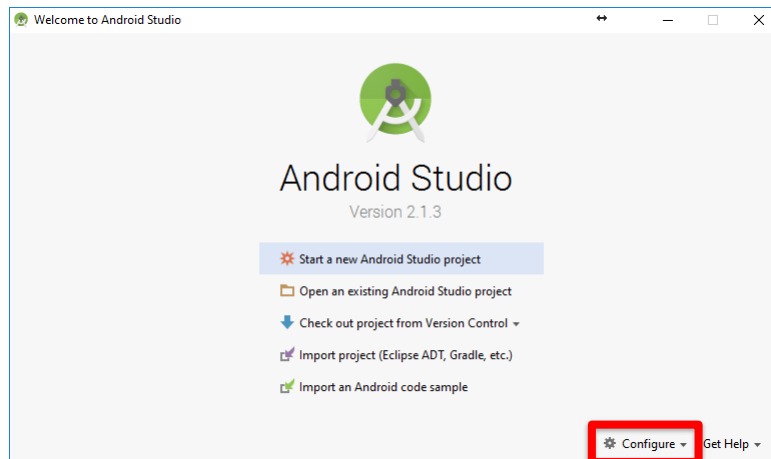 Welcome to Android Studio
Android Studio
Version 2.1.3
Start a new Android Studio project
Open an existing Android Studio project
Check out project from Version Control
Import project (Eclipse ADT, Gradle, etc.)
Import an Android code sample
Configure Get Help